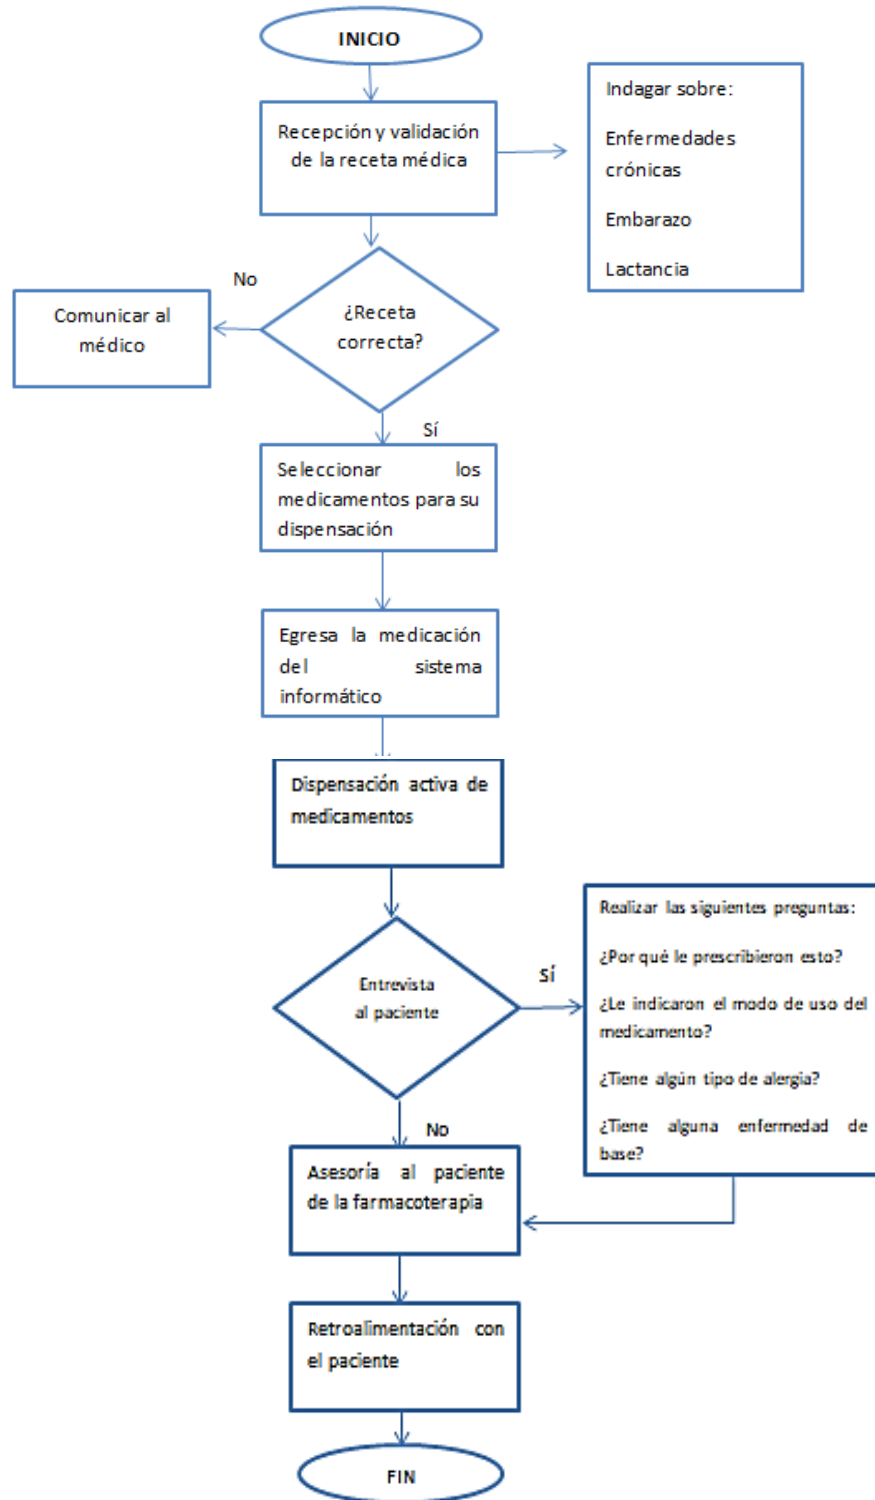 INICIO
Recepción y validación
de la receta médica
Indagar sobre:
Enfermedades
crónicas
Embarazo
Lactancia
No
Comunicar al
médico
¿Receta
correcta?
Sí
Seleccionar los
medicamentos para su
dispensación
Egresa la medicación
del sistema
informático
Dispensación activa de
medicamentos
Entrevista
al paciente
Sí
Realizar las siguientes preguntas:
¿Por qué le prescribieron esto?
¿Le indicaron el modo de uso del
medicamento?
¿Tiene algún tipo de alergia?
¿Tiene alguna enfermedad de
base?
No
Asesoría al paciente
de la farmacoterapia
Retroalimentación con
el paciente
FIN